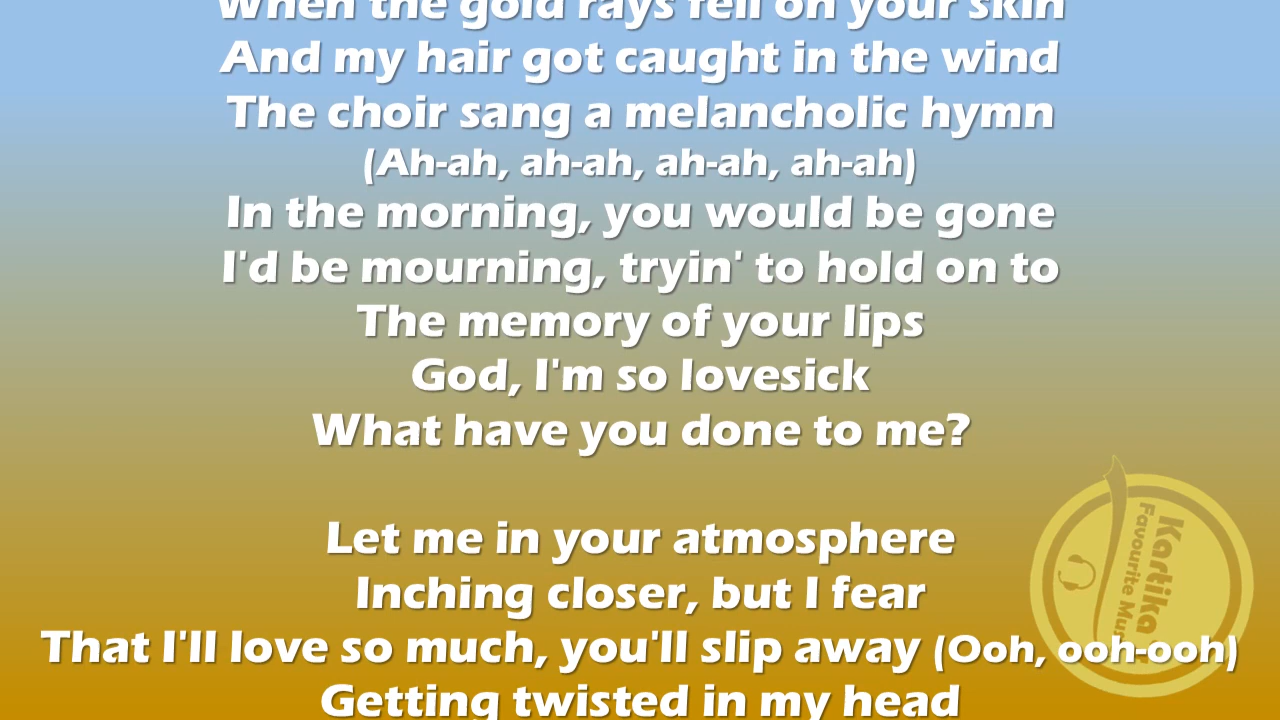 When the gold rays fell on your skin
And my hair got caught in the wind
The choir sang a melancholic hymn
(Ah-ah, ah-ah, ah-ah, ah-ah)
In the morning, you would be gone
I'd be mourning, tryin' to hold on to
The memory of your lips
God, I'm so lovesick
What have you done to me?
Let me in your atmosphere
Inching closer, but I fear
That I'll love so much, you'll slip away (Ooh, ooh-ooh)
Getting twisted in my head
Kartika
Favourite